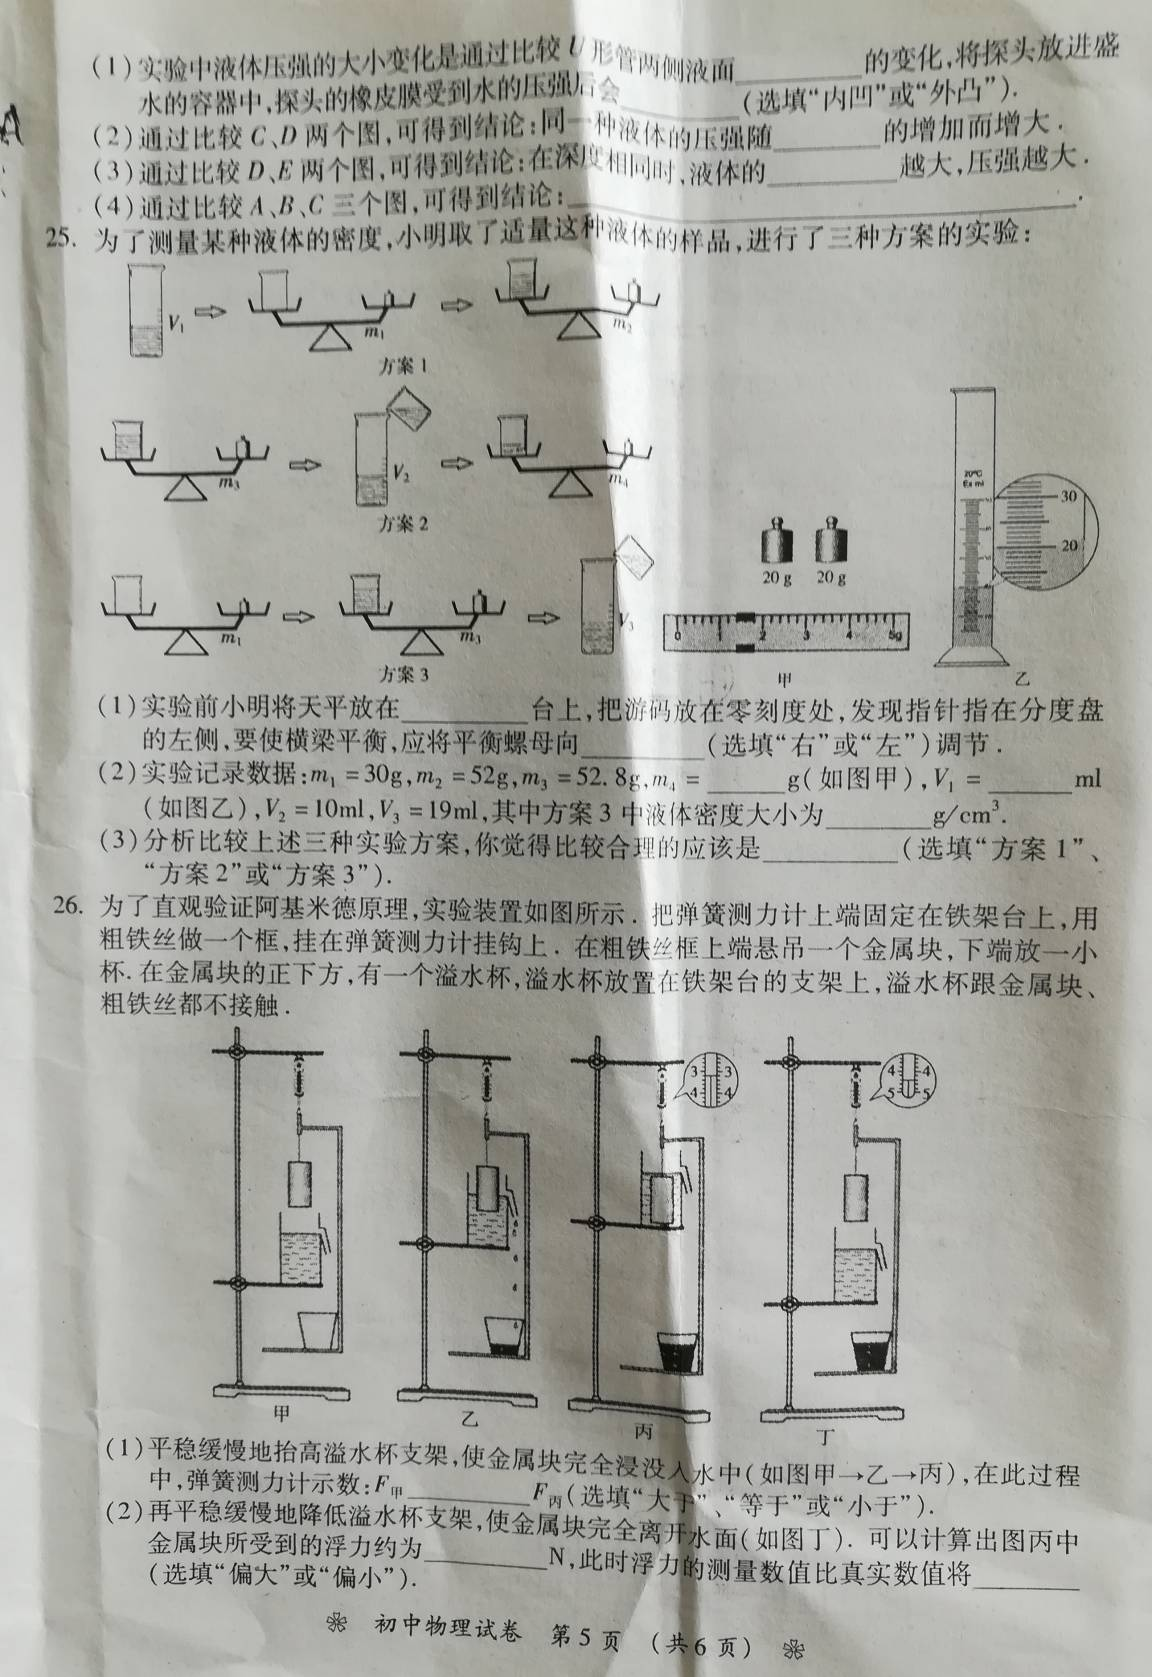 (1)实验中液体压强的大小变化是通过比较U形管两侧液面________的变化,将探头放进盛
水的容器中,探头的橡皮膜受到水的压强后会________(选填“内凹”或“外凸”).
(2)通过比较C、D两个图,可得到结论:同一种液体的压强随________的增加而增大.
(3)通过比较D、E两个图,可得到结论:在深度相同时、液体的________越大,压强越大.
(4)通过比较A、B、C三个图,可得到结论:________________.
25. 为了测量某种液体的密度,小明取了适量这种液体的样品,进行了三种方案的实验:
V₁ m₁ m₂
方案1
m₃ V₂ m₄
方案2
m₁ m₃ V₃
方案3
20 g 20 g
0 1 2 3 4 5g
甲
20℃
Ex ml
30
20
乙
(1)实验前小明将天平放在________台上,把游码放在零刻度处,发现指针指在分度盘
的左侧,要使横梁平衡,应将平衡螺母向________(选填“右”或“左”)调节.
(2)实验记录数据:m₁=30g,m₂=52g,m₃=52.8g,m₄=______g(如图甲),V₁=______ml
(如图乙),V₂=10ml,V₃=19ml,其中方案3中液体密度大小为________g/cm³.
(3)分析比较上述三种实验方案,你觉得比较合理的应该是________(选填“方案1”、
“方案2”或“方案3”).
26. 为了直观验证阿基米德原理,实验装置如图所示.把弹簧测力计上端固定在铁架台上,用
粗铁丝做一个框,挂在弹簧测力计挂钩上.在粗铁丝框上端悬吊一个金属块,下端放一小
杯.在金属块的正下方,有一个溢水杯,溢水杯放置在铁架台的支架上,溢水杯跟金属块、
粗铁丝都不接触.
3 3
4 4
4 4
5 5
甲 乙 丙 丁
(1)平稳缓慢地抬高溢水杯支架,使金属块完全浸没入水中(如图甲→乙→丙),在此过程
中,弹簧测力计示数:F甲________F丙(选填“大于”、“等于”或“小于”).
(2)再平稳缓慢地降低溢水杯支架,使金属块完全离开水面(如图丁).可以计算出图丙中
金属块所受到的浮力约为________N,此时浮力的测量数值比真实数值将________
(选填“偏大”或“偏小”).
初中物理试卷 第5页 (共6页)